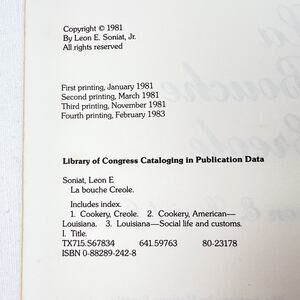 Copyright © 1981
By Leon E. Soniat, Jr.
All rights reserved
First printing, January 1981
Second printing, March 1981
Third printing, November 1981
Fourth printing, February 1983
Library of Congress Cataloging in Publication Data
Soniat, Leon E
La bouche Creole.
Includes index.
1. Cookery, Creole. 2. Cookery, American—
Louisiana. 3. Louisiana—Social life and customs.
I. Title.
TX715.S67834 641.59763 80-23178
ISBN 0-88289-242-8